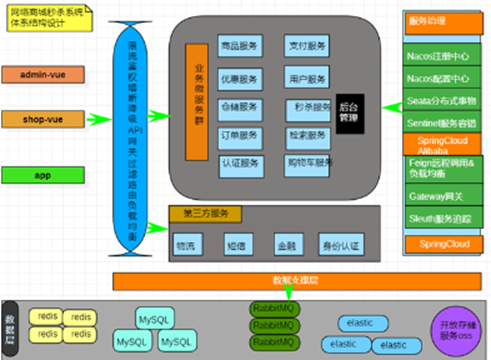 网络商城秒杀系统
体系结构设计
admin-vue
shop-vue
app
限流
鉴权
熔断
降级
API
网关
过滤
路由
负载
均衡
业务微服务群
商品服务
支付服务
优惠服务
用户服务
仓储服务
秒杀服务
订单服务
检索服务
认证服务
购物车服务
后台
管理
服务治理
Nacos注册中心
Nacos配置中心
Seata分布式事物
Sentinel服务容错
SpringCloud
Alibaba
Feign远程调用&
负载均衡
Gateway网关
Sleuth服务追踪
SpringCloud
第三方服务
物流
短信
金融
身份认证
数据支撑层
数据层
redis
redis
redis
redis
MySQL
MySQL
MySQL
RabbitMQ
RabbitMQ
RabbitMQ
elastic
elastic
elastic
开放存储
服务oss